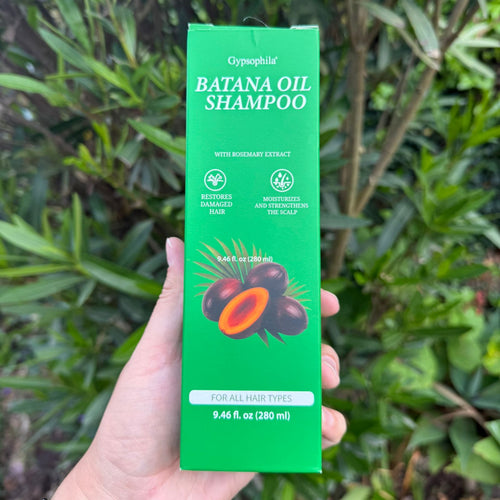 Gypsophila®
BATANA OIL
SHAMPOO
WITH ROSEMARY EXTRACT
RESTORES
DAMAGED
HAIR
MOISTURIZES
AND STRENGTHENS
THE SCALP
9.46 fl. oz (280 ml)
FOR ALL HAIR TYPES
9.46 fl. oz (280 ml)